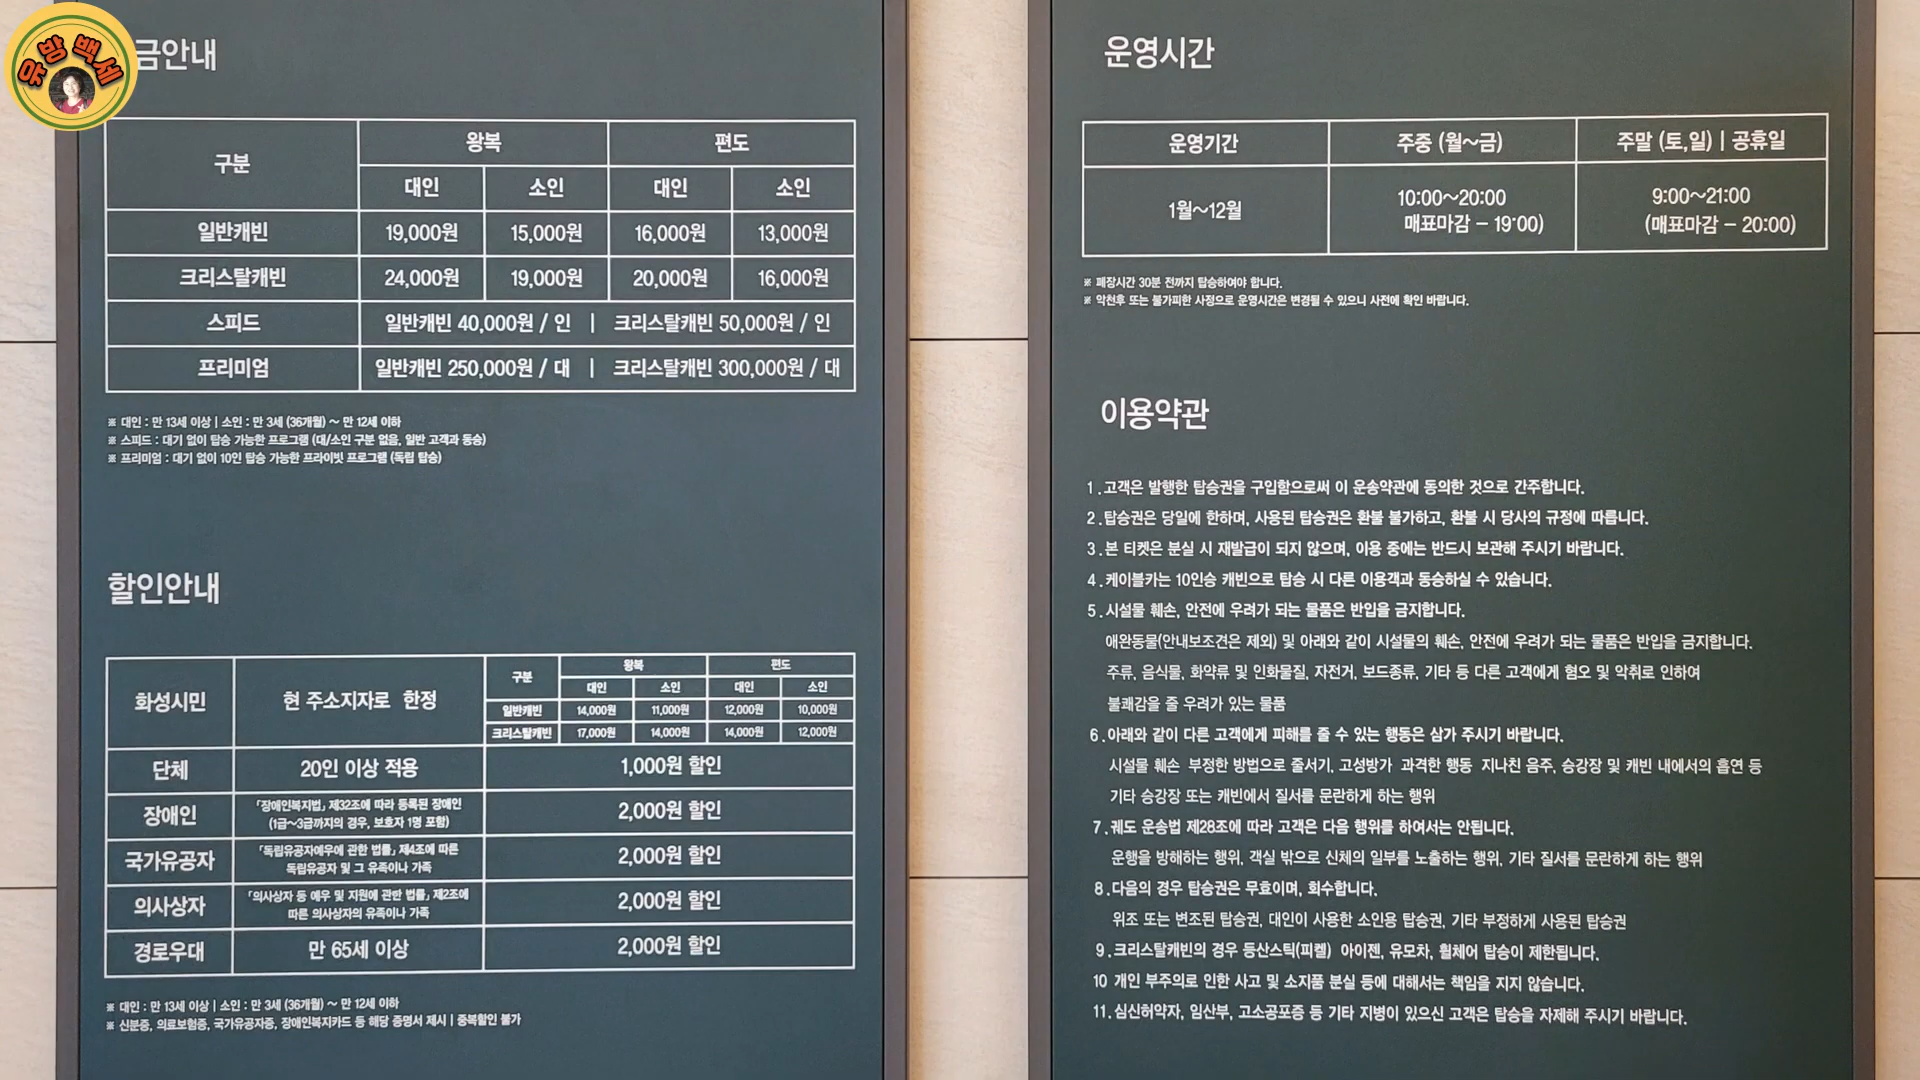 야방백세
금안내
구분 왕복 편도
대인 소인 대인 소인
일반캐빈 19,000원 15,000원 16,000원 13,000원
크리스탈캐빈 24,000원 19,000원 20,000원 16,000원
스피드 일반캐빈 40,000원 / 인 | 크리스탈캐빈 50,000원 / 인
프리미엄 일반캐빈 250,000원 / 대 | 크리스탈캐빈 300,000원 / 대
※ 대인 : 만 13세 이상 | 소인 : 만 3세 (36개월) ~ 만 12세 이하
※ 스피드 : 대기 없이 탑승 가능한 프로그램 (대/소인 구분 없음, 일반 고객과 동승)
※ 프리미엄 : 대기 없이 10인 탑승 가능한 프라이빗 프로그램 (독립 탑승)
할인안내
화성시민 현 주소지자로 한정 구분 왕복 편도
대인 소인 대인 소인
일반캐빈 14,000원 11,000원 12,000원 10,000원
크리스탈캐빈 17,000원 14,000원 14,000원 12,000원
단체 20인 이상 적용 1,000원 할인
장애인 「장애인복지법」 제32조에 따라 등록된 장애인
(1급~3급까지의 경우, 보호자 1명 포함) 2,000원 할인
국가유공자 「독립유공자예우에 관한 법률」 제4조에 따른
독립유공자 및 그 유족이나 가족 2,000원 할인
의사상자 「의사상자 등 예우 및 지원에 관한 법률」 제2조에
따른 의사상자의 유족이나 가족 2,000원 할인
경로우대 만 65세 이상 2,000원 할인
※ 대인 : 만 13세 이상 | 소인 : 만 3세 (36개월) ~ 만 12세 이하
※ 신분증, 의료보험증, 국가유공자증, 장애인복지카드 등 해당 증명서 제시 | 중복할인 불가
운영시간
운영기간 주중 (월~금) 주말 (토,일) | 공휴일
1월~12월 10:00~20:00 9:00~21:00
매표마감 – 19:00) (매표마감 – 20:00)
※ 폐장시간 30분 전까지 탑승하여야 합니다.
※ 악천후 또는 불가피한 사정으로 운영시간은 변경될 수 있으니 사전에 확인 바랍니다.
이용약관
1.고객은 발행한 탑승권을 구입함으로써 이 운송약관에 동의한 것으로 간주합니다.
2.탑승권은 당일에 한하며, 사용된 탑승권은 환불 불가하고, 환불 시 당사의 규정에 따릅니다.
3.본 티켓은 분실 시 재발급이 되지 않으며, 이용 중에는 반드시 보관해 주시기 바랍니다.
4.케이블카는 10인승 캐빈으로 탑승 시 다른 이용객과 동승하실 수 있습니다.
5.시설물 훼손, 안전에 우려가 되는 물품은 반입을 금지합니다.
애완동물(안내보조견은 제외) 및 아래와 같이 시설물의 훼손, 안전에 우려가 되는 물품은 반입을 금지합니다.
주류, 음식물, 화약류 및 인화물질, 자전거, 보드종류, 기타 등 다른 고객에게 혐오 및 악취로 인하여
불쾌감을 줄 우려가 있는 물품
6.아래와 같이 다른 고객에게 피해를 줄 수 있는 행동은 삼가 주시기 바랍니다.
시설물 훼손 부정한 방법으로 줄서기, 고성방가 과격한 행동 지나친 음주, 승강장 및 캐빈 내에서의 흡연 등
기타 승강장 또는 캐빈에서 질서를 문란하게 하는 행위
7.궤도 운송법 제28조에 따라 고객은 다음 행위를 하여서는 안됩니다.
운행을 방해하는 행위, 객실 밖으로 신체의 일부를 노출하는 행위, 기타 질서를 문란하게 하는 행위
8.다음의 경우 탑승권은 무효이며, 회수합니다.
위조 또는 변조된 탑승권, 대인이 사용한 소인용 탑승권, 기타 부정하게 사용된 탑승권
9.크리스탈캐빈의 경우 등산스틱(피켈) 아이젠, 유모차, 휠체어 탑승이 제한됩니다.
10 개인 부주의로 인한 사고 및 소지품 분실 등에 대해서는 책임을 지지 않습니다.
11.심신허약자, 임산부, 고소공포증 등 기타 지병이 있으신 고객은 탑승을 자제해 주시기 바랍니다.